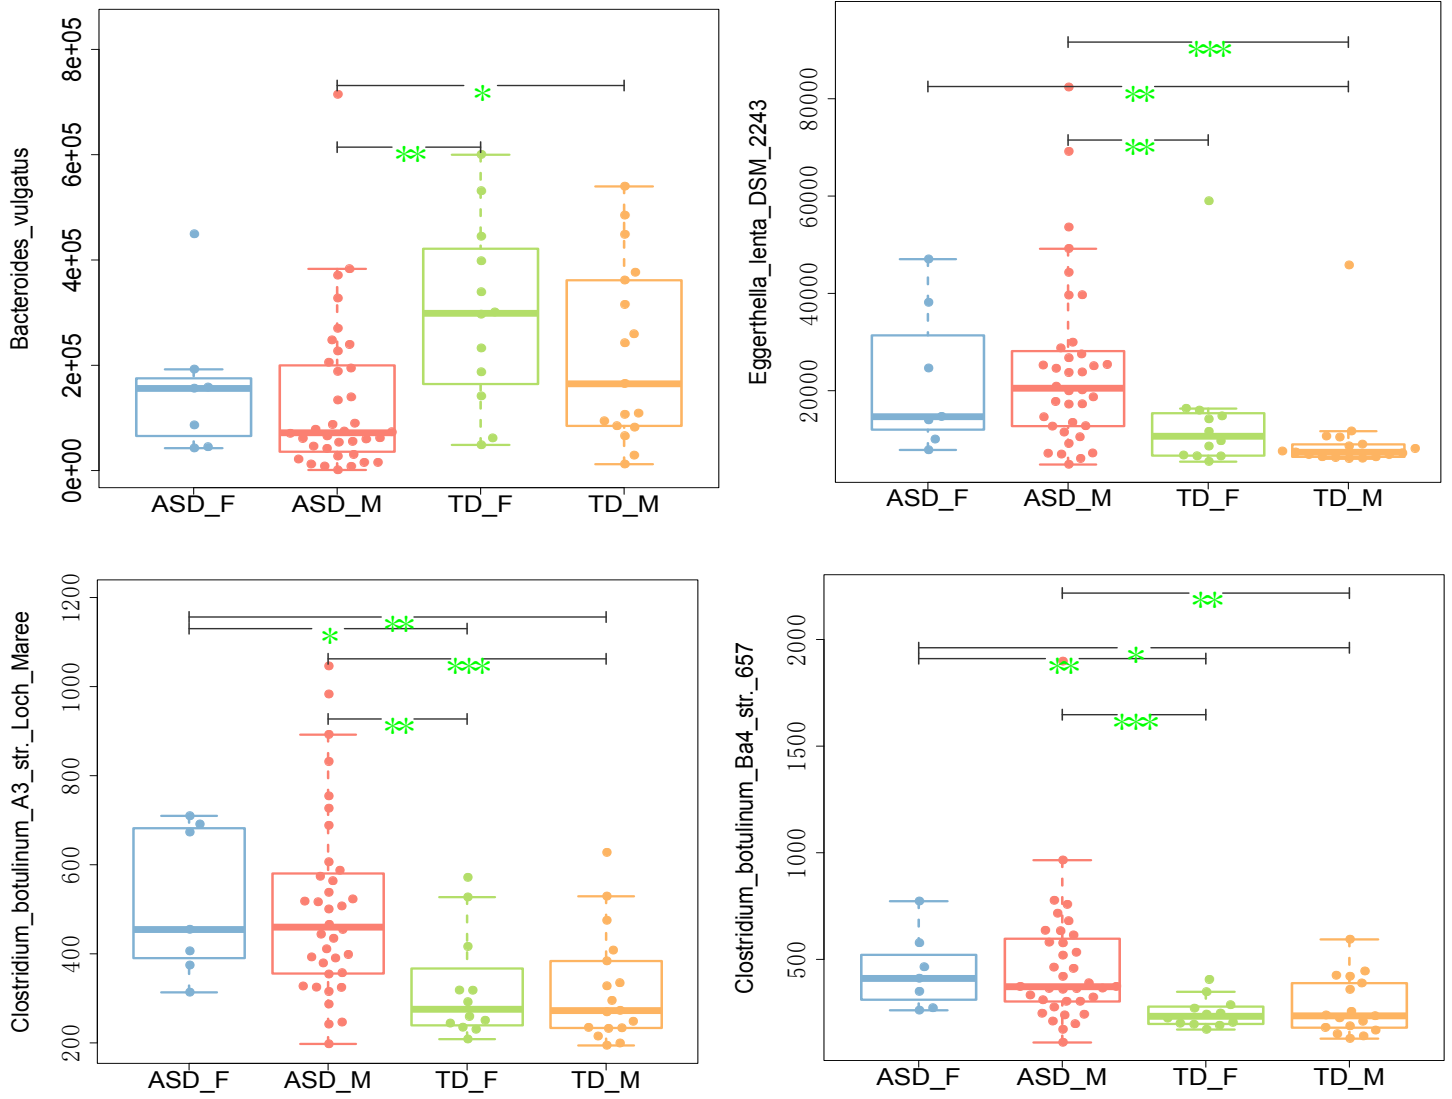 Bacteroides_vulgatus
8e+05
6e+05
4e+05
2e+05
0e+00
*
**
ASD_F ASD_M TD_F TD_M
Eggerthella_lenta_DSM_2243
80000
60000
40000
20000
***
**
**
ASD_F ASD_M TD_F TD_M
Clostridium_botulinum_A3_str._Loch_Maree
1200
1000
800
600
400
200
**
*
***
**
ASD_F ASD_M TD_F TD_M
Clostridium_botulinum_Ba4_str._657
2000
1500
1000
500
**
*
**
***
ASD_F ASD_M TD_F TD_M